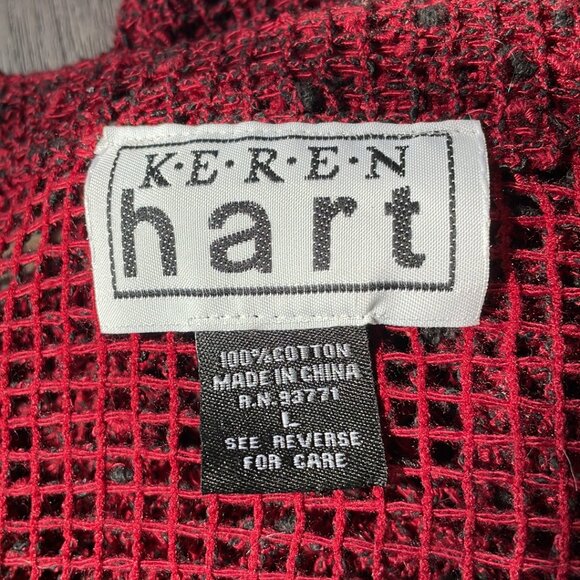 K·E·R·E·N
hart
100% COTTON
MADE IN CHINA
R.N. 93771
L
SEE REVERSE
FOR CARE